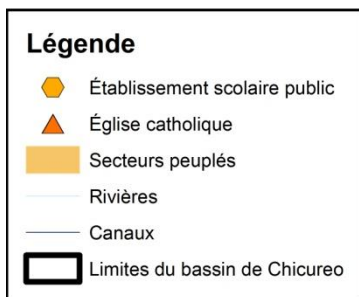 Légende
Établissement scolaire public
Église catholique
Secteurs peuplés
Rivières
Canaux
Limites du bassin de Chicureo